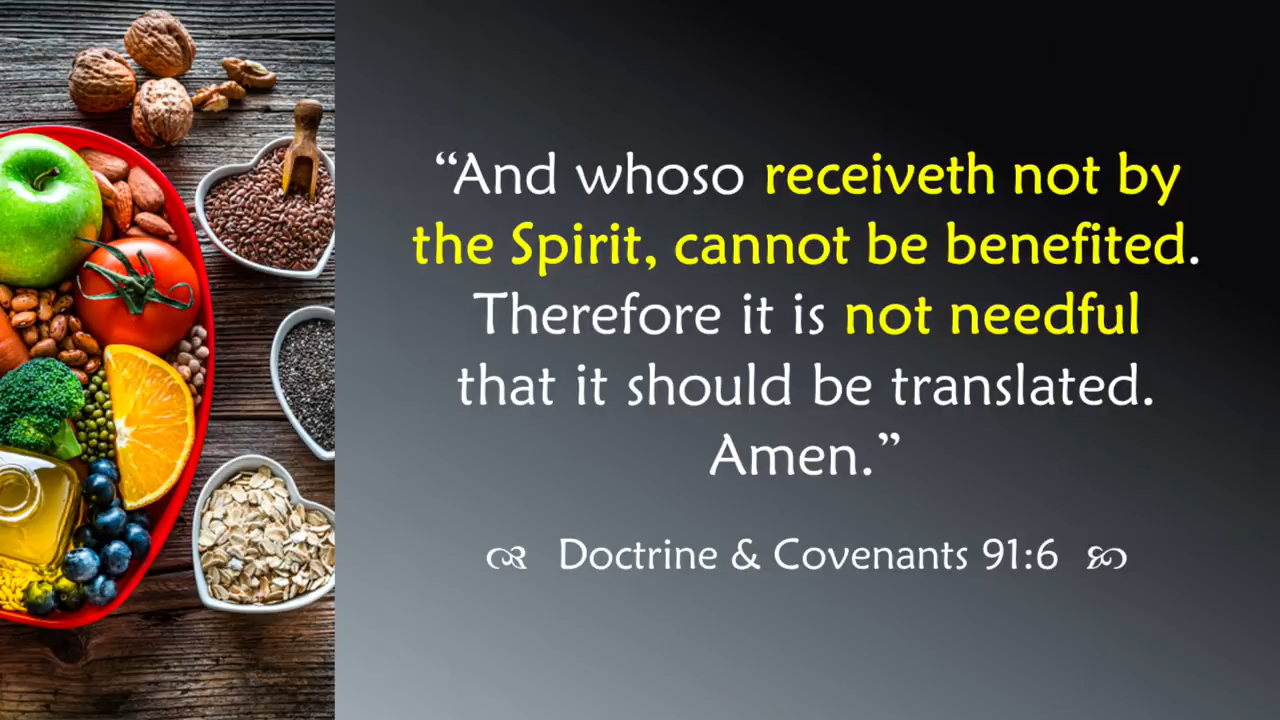 “And whoso receiveth not by
the Spirit, cannot be benefited.
Therefore it is not needful
that it should be translated.
Amen.”
Doctrine & Covenants 91:6